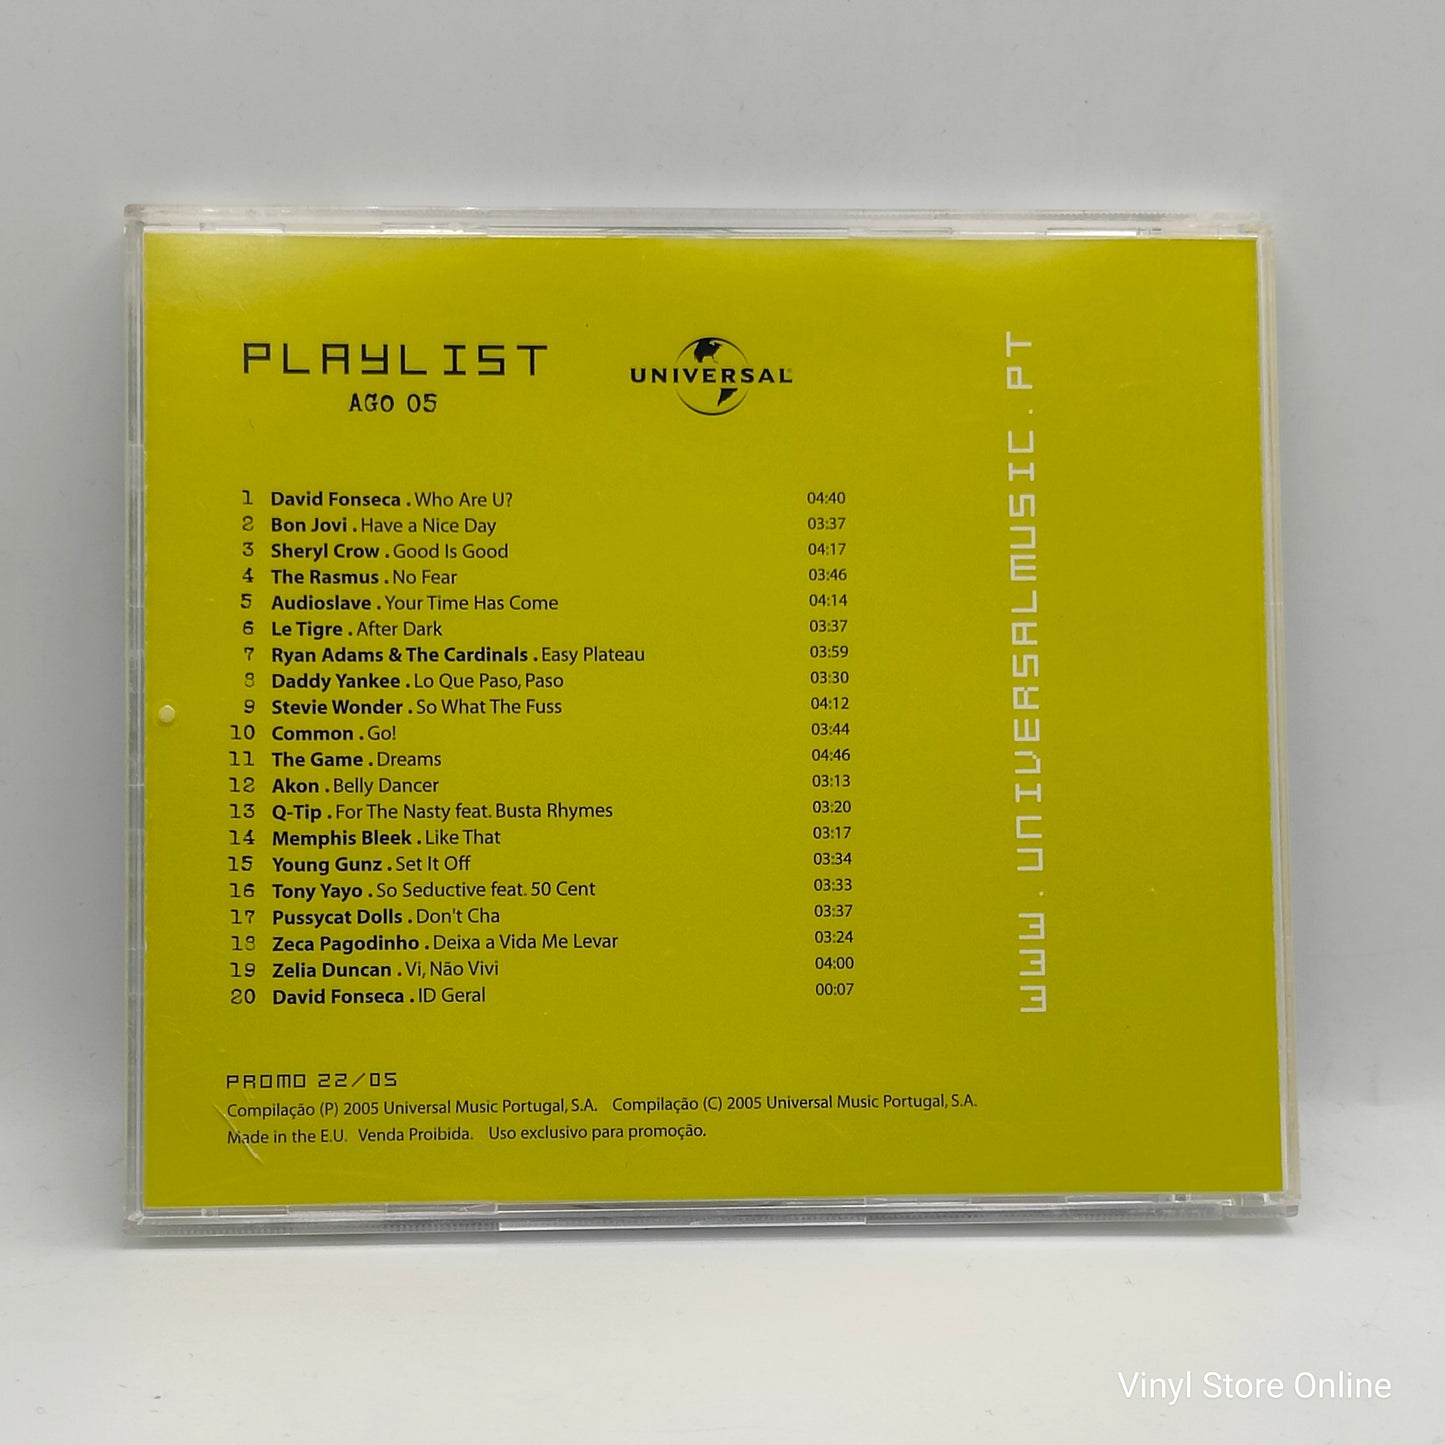 PLAYLIST
AGO 05
UNIVERSAL
1 David Fonseca . Who Are U? 04:40
2 Bon Jovi . Have a Nice Day 03:37
3 Sheryl Crow . Good Is Good 04:17
4 The Rasmus . No Fear 03:46
5 Audioslave . Your Time Has Come 04:14
6 Le Tigre . After Dark 03:37
7 Ryan Adams & The Cardinals . Easy Plateau 03:59
8 Daddy Yankee . Lo Que Paso, Paso 03:30
9 Stevie Wonder . So What The Fuss 04:12
10 Common . Go! 03:44
11 The Game . Dreams 04:46
12 Akon . Belly Dancer 03:13
13 Q-Tip . For The Nasty feat. Busta Rhymes 03:20
14 Memphis Bleek . Like That 03:17
15 Young Gunz . Set It Off 03:34
16 Tony Yayo . So Seductive feat. 50 Cent 03:33
17 Pussycat Dolls . Don't Cha 03:37
18 Zeca Pagodinho . Deixa a Vida Me Levar 03:24
19 Zelia Duncan . Vi, Não Vivi 04:00
20 David Fonseca . ID Geral 00:07
PROMO 22/05
Compilação (P) 2005 Universal Music Portugal, S.A. Compilação (C) 2005 Universal Music Portugal, S.A.
Made in the E.U. Venda Proibida. Uso exclusivo para promoção.
WWW.UNIVERSALMUSIC.PT
Vinyl Store Online